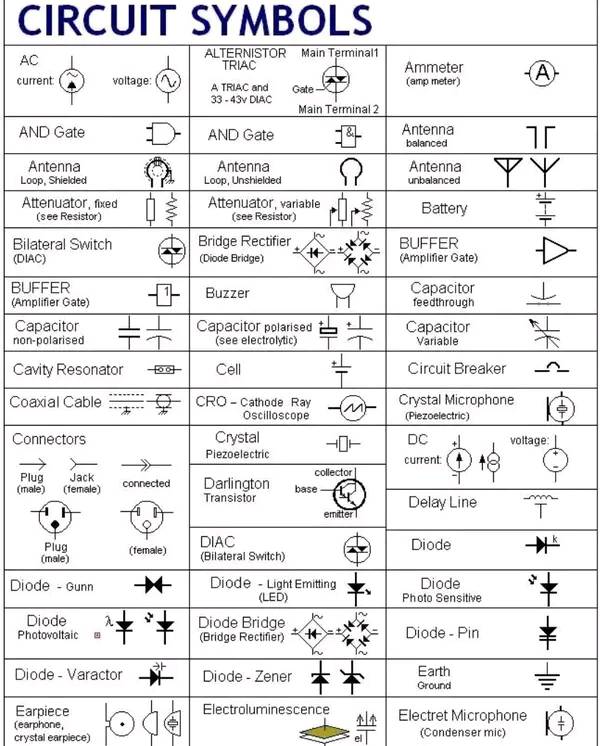 CIRCUIT SYMBOLS
AC
current:
voltage:
ALTERNISTOR
TRIAC
A TRIAC and
33 - 43v DIAC
Main Terminal1
Gate
Main Terminal 2
Ammeter
(amp meter)
A
AND Gate
AND Gate
&
Antenna
balanced
Antenna
Loop, Shielded
Antenna
Loop, Unshielded
Antenna
unbalanced
Attenuator, fixed
(see Resistor)
Attenuator, variable
(see Resistor)
Battery
+
Bilateral Switch
(DIAC)
Bridge Rectifier
(Diode Bridge)
- +
BUFFER
(Amplifier Gate)
BUFFER
(Amplifier Gate)
1
Buzzer
Capacitor
feedthrough
Capacitor
non-polarised
Capacitor polarised
(see electrolytic)
+ +
Capacitor
Variable
Cavity Resonator
Cell
+
Circuit Breaker
Coaxial Cable
CRO - Cathode Ray
Oscilloscope
Crystal Microphone
(Piezoelectric)
Connectors
Plug
(male)
Jack
(female)
connected
Plug
(male)
(female)
Crystal
Piezoelectric
DC
current:
voltage:
+
-
+
-
Darlington
Transistor
collector
base
emitter
Delay Line
DIAC
(Bilateral Switch)
Diode
k
Diode - Gunn
Diode - Light Emitting
(LED)
Diode
Photo Sensitive
Diode
Photovoltaic
λ
Diode Bridge
(Bridge Rectifier)
- +
Diode - Pin
Diode - Varactor
Diode - Zener
Earth
Ground
Earpiece
(earphone,
crystal earpiece)
Electroluminescence
el
Electret Microphone
(Condenser mic)